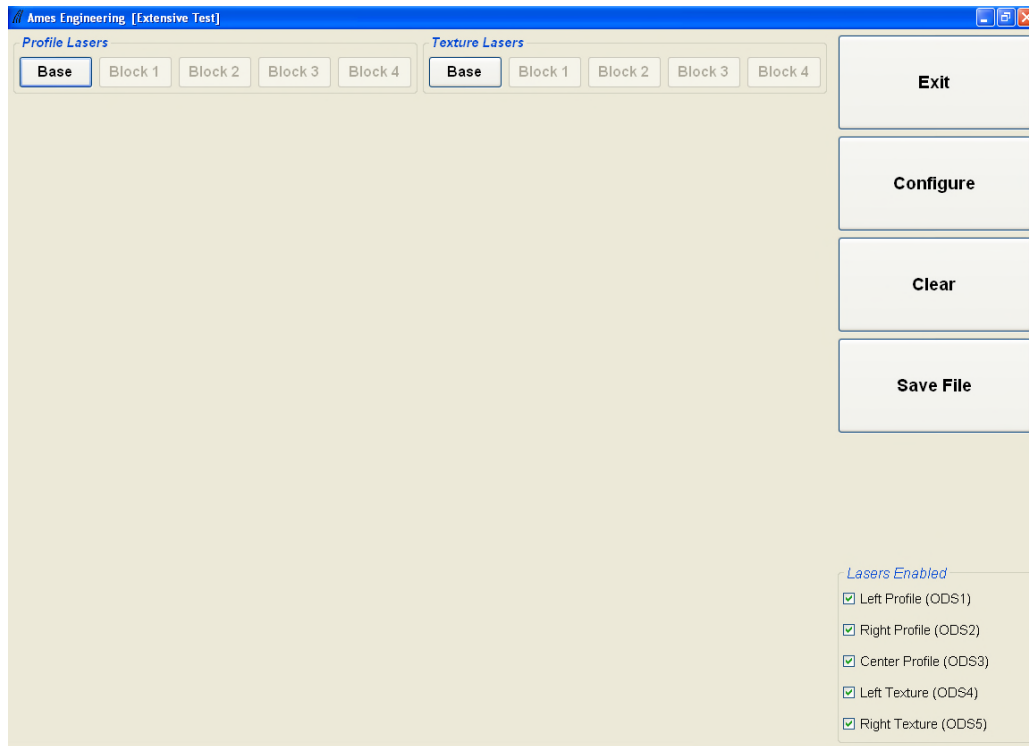 Ames Engineering [Extensive Test]
Profile Lasers
Base Block 1 Block 2 Block 3 Block 4
Texture Lasers
Base Block 1 Block 2 Block 3 Block 4
Exit
Configure
Clear
Save File
Lasers Enabled
Left Profile (ODS1)
Right Profile (ODS2)
Center Profile (ODS3)
Left Texture (ODS4)
Right Texture (ODS5)